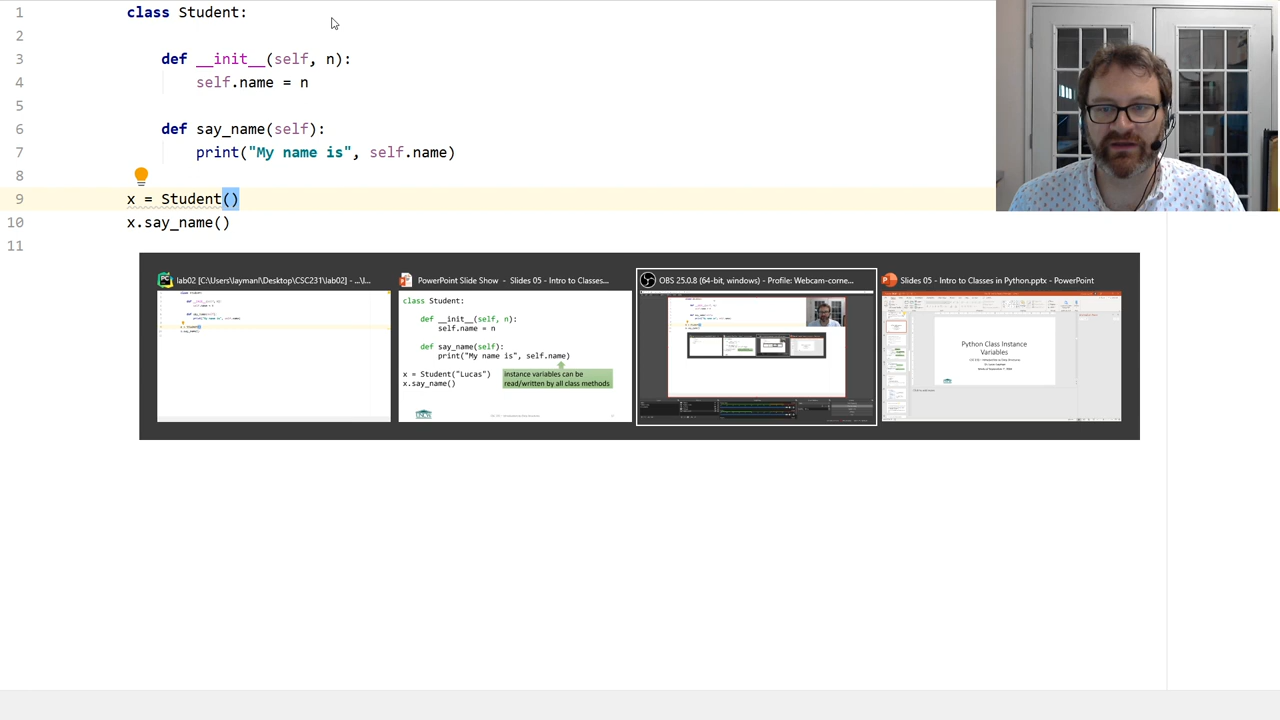 1 class Student:
2
3 def __init__(self, n):
4 self.name = n
5
6 def say_name(self):
7 print("My name is", self.name)
8
9 x = Student()
10 x.say_name()
11
lab02 [C:\Users\laymanl\Desktop\CSC231\lab02] - ...\l...
PowerPoint Slide Show - Slides 05 - Intro to Classes...
OBS 25.0.8 (64-bit, windows) - Profile: Webcam-corne...
Slides 05 - Intro to Classes in Python.pptx - PowerPoint
class Student:
def __init__(self, n):
self.name = n
def say_name(self):
print("My name is", self.name)
x = Student("Lucas")
x.say_name()
instance variables can be
read/written by all class methods
Python Class Instance
Variables